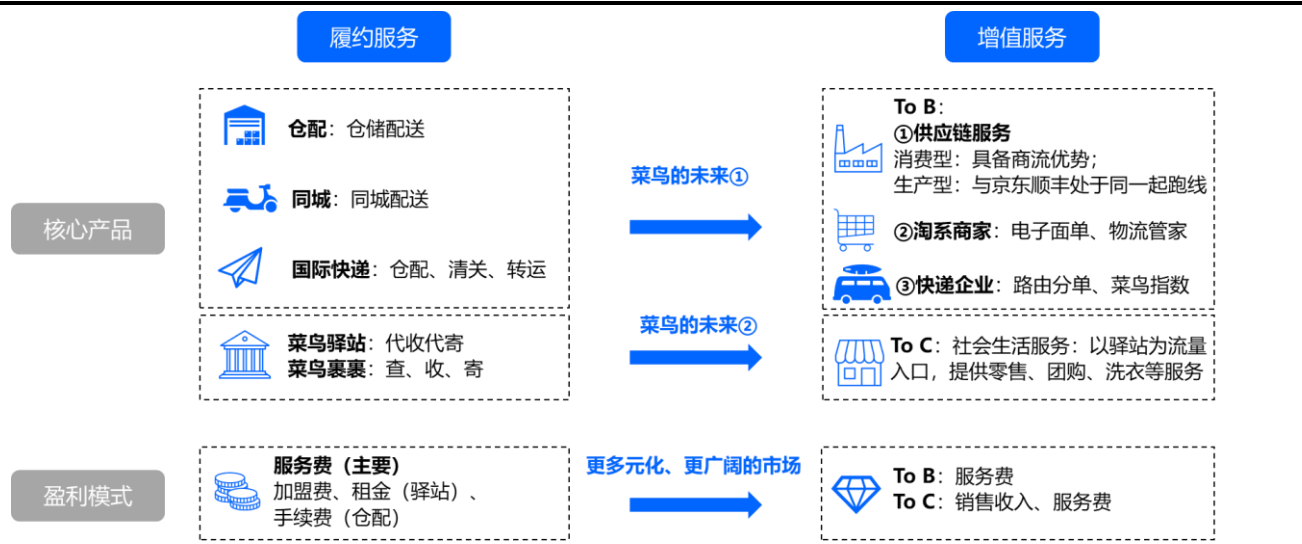 履约服务
增值服务
核心产品
仓配：仓储配送
同城：同城配送
国际快递：仓配、清关、转运
菜鸟的未来①
To B：
①供应链服务
消费型：具备商流优势；
生产型：与京东顺丰处于同一起跑线
②淘系商家：电子面单、物流管家
③快递企业：路由分单、菜鸟指数
菜鸟驿站：代收代寄
菜鸟裹裹：查、收、寄
菜鸟的未来②
To C：社会生活服务：以驿站为流量
入口，提供零售、团购、洗衣等服务
盈利模式
服务费（主要）
加盟费、租金（驿站）、
手续费（仓配）
更多元化、更广阔的市场
To B：服务费
To C：销售收入、服务费